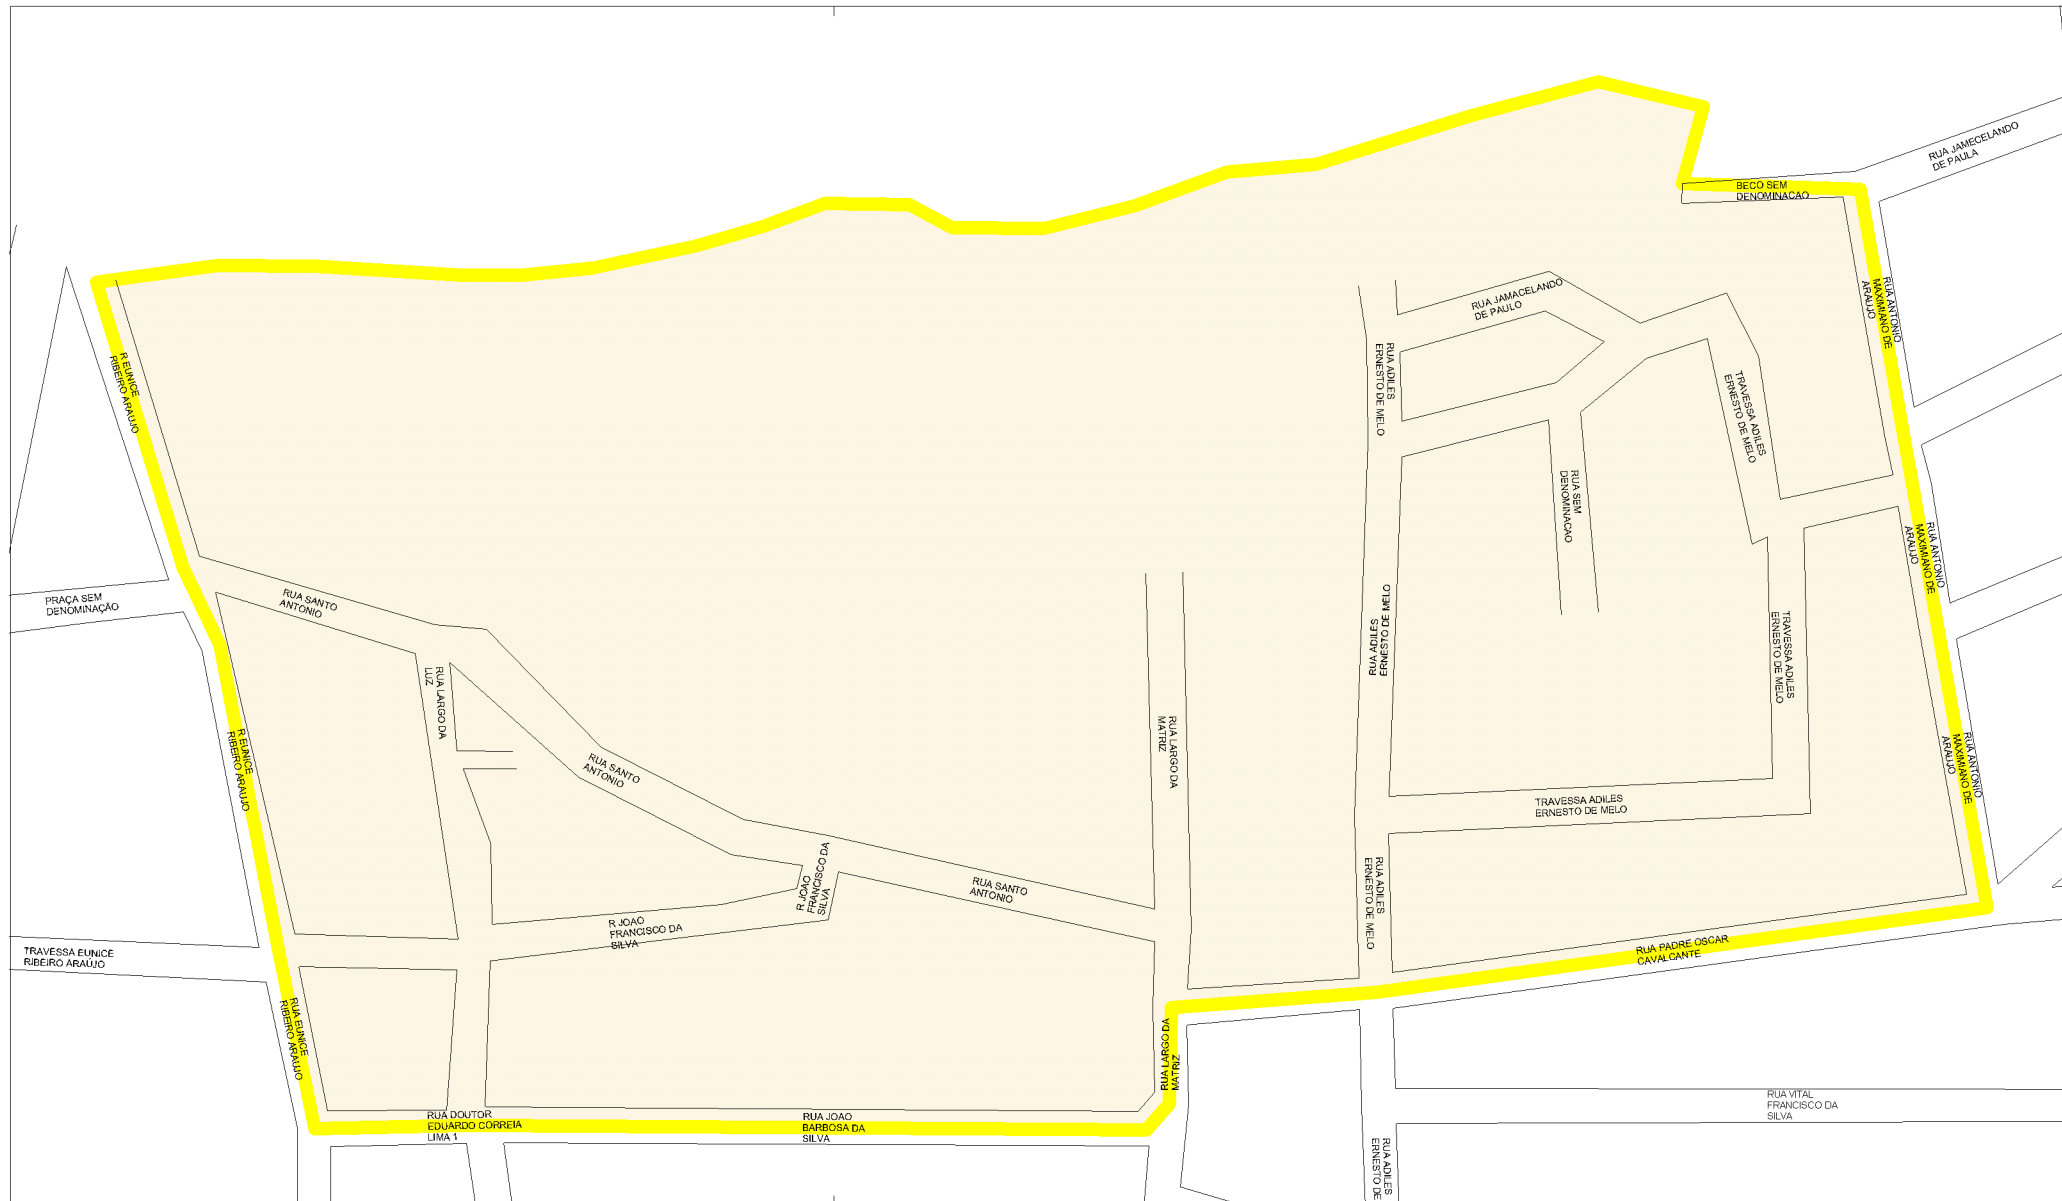 RUA JAMECELANDO
DE PAULA
BECO SEM
DENOMINACAO
RUA JAMACELANDO
DE PAULO
RUA ANTONIO
MAXIMIANO DE
ARAUJO
R EUNICE
RIBEIRO ARAUJO
RUA ADILES
ERNESTO DE MELO
TRAVESSA ADILES
ERNESTO DE MELO
RUA SEM
DENOMINACAO
RUA ANTONIO
MAXIMIANO DE
ARAUJO
PRAÇA SEM
DENOMINAÇÃO
RUA SANTO
ANTONIO
RUA ADILES
ERNESTO DE MELO
TRAVESSA ADILES
ERNESTO DE MELO
RUA LARGO DA
LUZ
R EUNICE
RIBEIRO ARAUJO
RUA SANTO
ANTONIO
RUA LARGO DA
MATRIZ
RUA ANTONIO
MAXIMIANO DE
ARAUJO
TRAVESSA ADILES
ERNESTO DE MELO
R JOAO
FRANCISCO DA
SILVA
RUA SANTO
ANTONIO
RUA ADILES
ERNESTO DE MELO
R JOAO
FRANCISCO DA
SILVA
TRAVESSA EUNICE
RIBEIRO ARAÚJO
RUA PADRE OSCAR
CAVALCANTE
RUA EUNICE
RIBEIRO ARAUJO
RUA LARGO DA
MATRIZ
RUA DOUTOR
EDUARDO CORREIA
LIMA 1
RUA JOAO
BARBOSA DA
SILVA
RUA VITAL
FRANCISCO DA
SILVA
RUA ADILES
ERNESTO DE